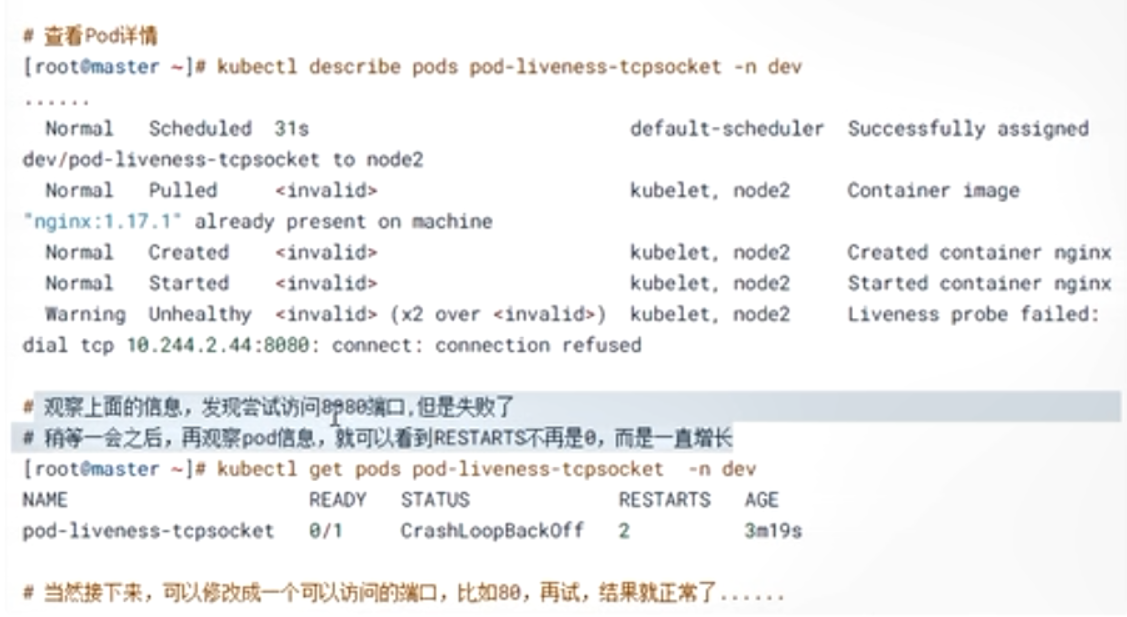 # 查看Pod详情
[root@master ~]# kubectl describe pods pod-liveness-tcpsocket -n dev
......
Normal Scheduled 31s default-scheduler Successfully assigned
dev/pod-liveness-tcpsocket to node2
Normal Pulled <invalid> kubelet, node2 Container image
"nginx:1.17.1" already present on machine
Normal Created <invalid> kubelet, node2 Created container nginx
Normal Started <invalid> kubelet, node2 Started container nginx
Warning Unhealthy <invalid> (x2 over <invalid>) kubelet, node2 Liveness probe failed:
dial tcp 10.244.2.44:8080: connect: connection refused
# 观察上面的信息，发现尝试访问8080端口,但是失败了
# 稍等一会之后，再观察pod信息，就可以看到RESTARTS不再是0，而是一直增长
[root@master ~]# kubectl get pods pod-liveness-tcpsocket -n dev
NAME READY STATUS RESTARTS AGE
pod-liveness-tcpsocket 0/1 CrashLoopBackOff 2 3m19s
# 当然接下来，可以修改成一个可以访问的端口，比如80，再试，结果就正常了......